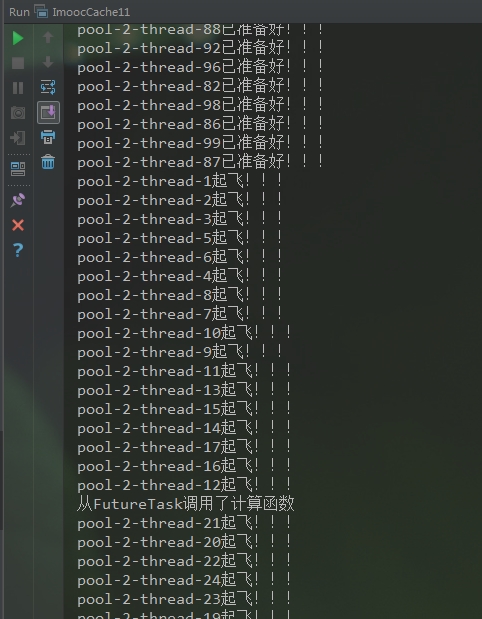 Run ImoocCache11
pool-2-thread-88已准备好！！！
pool-2-thread-92已准备好！！！
pool-2-thread-96已准备好！！！
pool-2-thread-82已准备好！！！
pool-2-thread-98已准备好！！！
pool-2-thread-86已准备好！！！
pool-2-thread-99已准备好！！！
pool-2-thread-87已准备好！！！
pool-2-thread-1起飞！！！
pool-2-thread-2起飞！！！
pool-2-thread-3起飞！！！
pool-2-thread-5起飞！！！
pool-2-thread-6起飞！！！
pool-2-thread-4起飞！！！
pool-2-thread-8起飞！！！
pool-2-thread-7起飞！！！
pool-2-thread-10起飞！！！
pool-2-thread-9起飞！！！
pool-2-thread-11起飞！！！
pool-2-thread-13起飞！！！
pool-2-thread-15起飞！！！
pool-2-thread-14起飞！！！
pool-2-thread-17起飞！！！
pool-2-thread-16起飞！！！
pool-2-thread-12起飞！！！
从FutureTask调用了计算函数
pool-2-thread-21起飞！！！
pool-2-thread-20起飞！！！
pool-2-thread-22起飞！！！
pool-2-thread-24起飞！！！
pool-2-thread-23起飞！！！
pool-2-thread-19起飞！！！